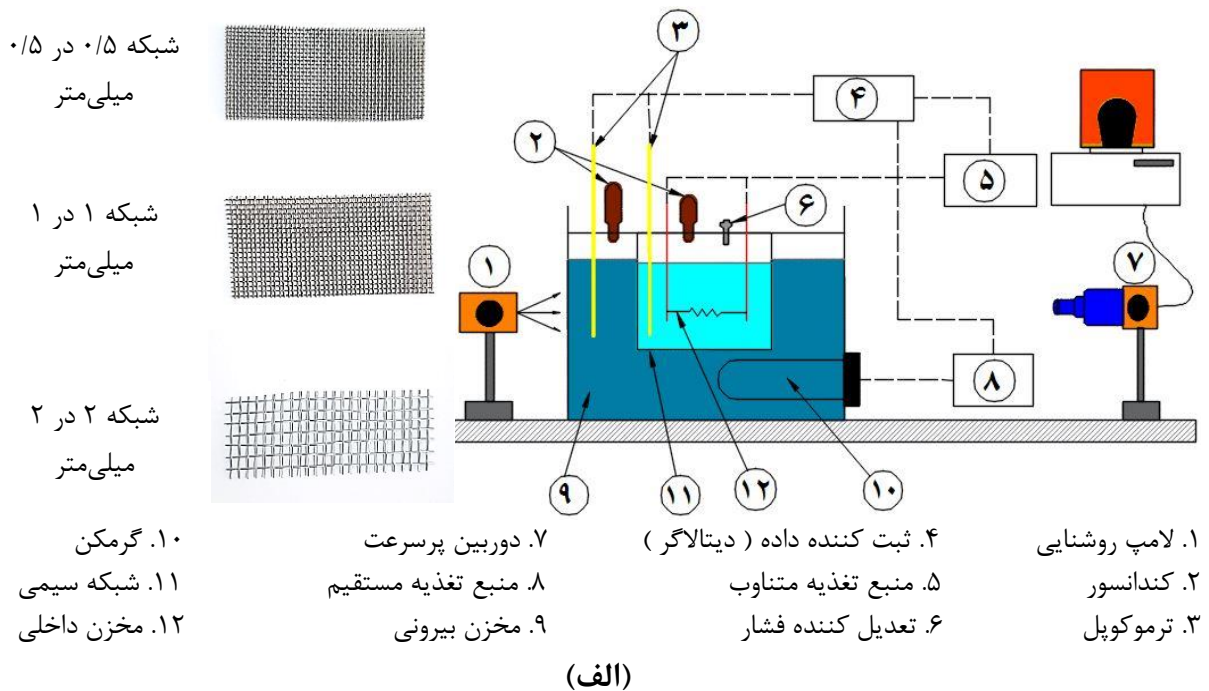 شبکه ۰/۵ در ۰/۵
میلی‌متر
شبکه ۱ در ۱
میلی‌متر
شبکه ۲ در ۲
میلی‌متر
۳
۴
۲
۵
۶
۱
۷
۸
۹
۱۱
۱۲
۱۰
۱. لامپ روشنایی
۴. ثبت کننده داده ( دیتالاگر )
۷. دوربین پرسرعت
۱۰. گرمکن
۲. کندانسور
۵. منبع تغذیه متناوب
۸. منبع تغذیه مستقیم
۱۱. شبکه سیمی
۳. ترموکوپل
۶. تعدیل کننده فشار
۹. مخزن بیرونی
۱۲. مخزن داخلی
(الف)